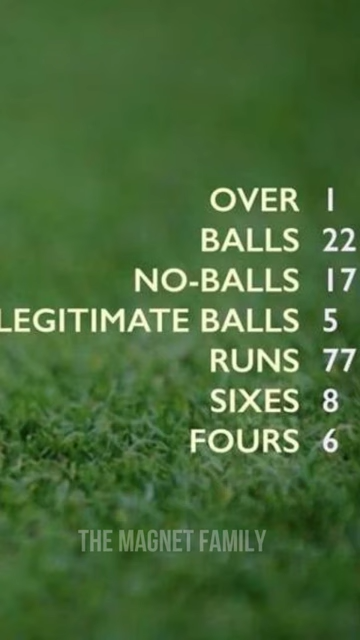 OVER 1
BALLS 22
NO-BALLS 17
LEGITIMATE BALLS 5
RUNS 77
SIXES 8
FOURS 6
THE MAGNET FAMILY